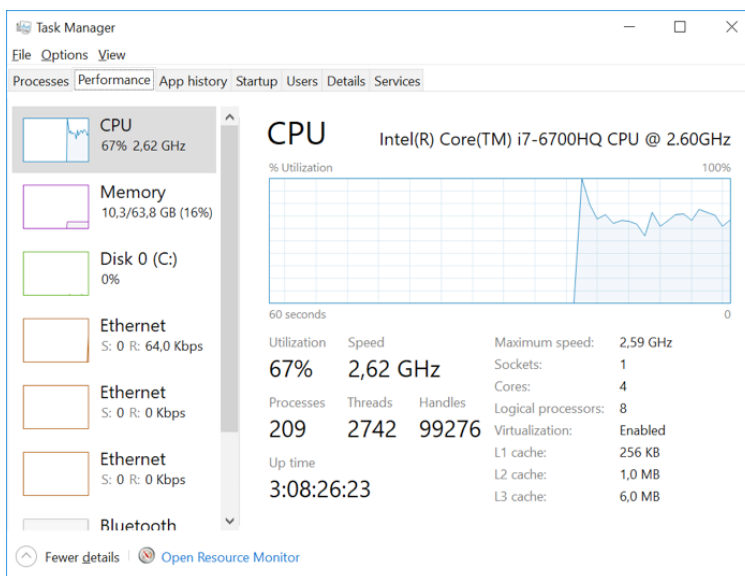 Task Manager
File Options View
Processes Performance App history Startup Users Details Services
CPU
67% 2,62 GHz
Memory
10,3/63,8 GB (16%)
Disk 0 (C:)
0%
Ethernet
S: 0 R: 64,0 Kbps
Ethernet
S: 0 R: 0 Kbps
Ethernet
S: 0 R: 0 Kbps
Bluetooth
CPU Intel(R) Core(TM) i7-6700HQ CPU @ 2.60GHz
% Utilization 100%
60 seconds 0
Utilization Speed
67% 2,62 GHz
Processes Threads Handles
209 2742 99276
Up time
3:08:26:23
Maximum speed: 2,59 GHz
Sockets: 1
Cores: 4
Logical processors: 8
Virtualization: Enabled
L1 cache: 256 KB
L2 cache: 1,0 MB
L3 cache: 6,0 MB
Fewer details Open Resource Monitor